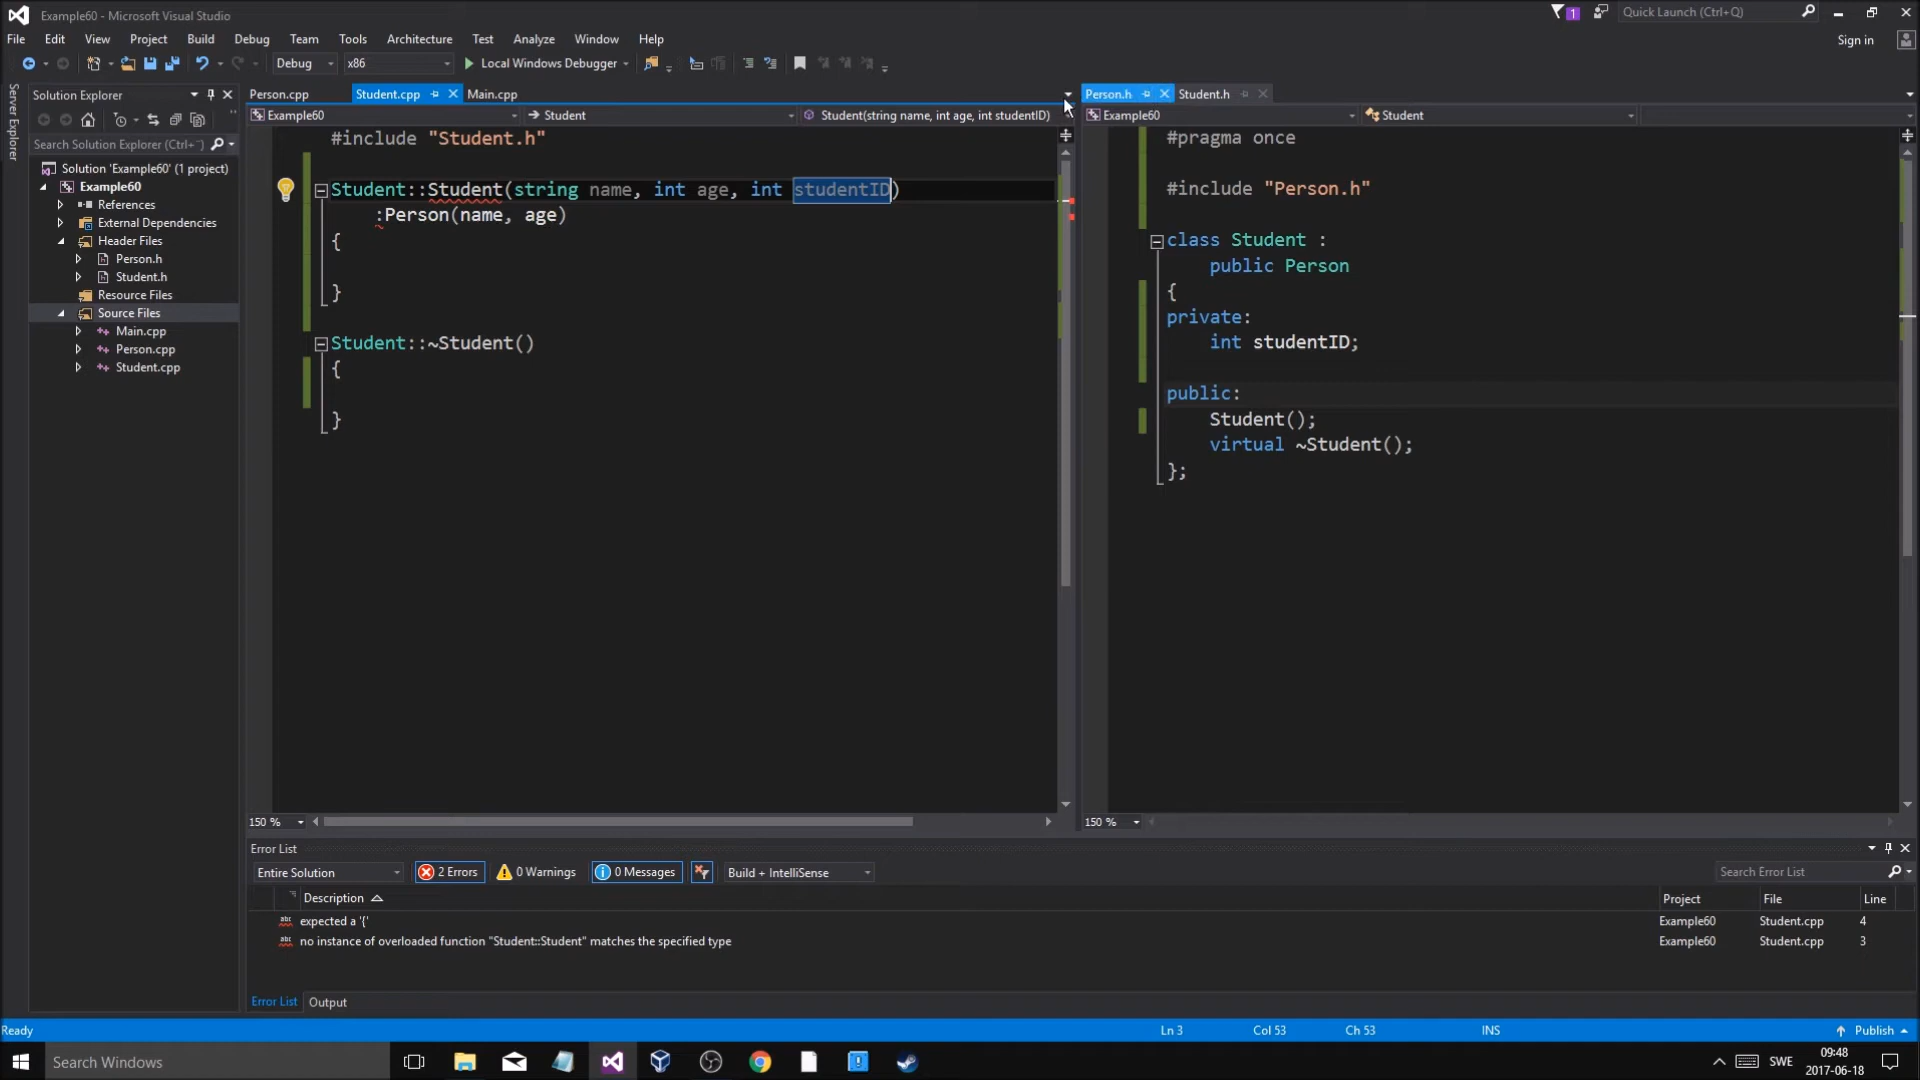 Example60 - Microsoft Visual Studio
1
Quick Launch (Ctrl+Q)
File Edit View Project Build Debug Team Tools Architecture Test Analyze Window Help
Sign in
Debug x86 Local Windows Debugger
Server Explorer
Solution Explorer
Search Solution Explorer (Ctrl+¨)
Solution 'Example60' (1 project)
Example60
References
External Dependencies
Header Files
Person.h
Student.h
Resource Files
Source Files
Main.cpp
Person.cpp
Student.cpp
Person.cpp Student.cpp Main.cpp
Example60 Student Student(string name, int age, int studentID)
#include "Student.h"
Student::Student(string name, int age, int studentID)
:Person(name, age)
{
}
Student::~Student()
{
}
150 %
Person.h Student.h
Example60 Student
#pragma once
#include "Person.h"
class Student :
public Person
{
private:
int studentID;
public:
Student();
virtual ~Student();
};
150 %
Error List
Entire Solution 2 Errors 0 Warnings 0 Messages Build + IntelliSense Search Error List
Description Project File Line
abc expected a '{' Example60 Student.cpp 4
abc no instance of overloaded function "Student::Student" matches the specified type Example60 Student.cpp 3
Error List Output
Ready Ln 3 Col 53 Ch 53 INS Publish
Search Windows
SWE
09:48
2017-06-18